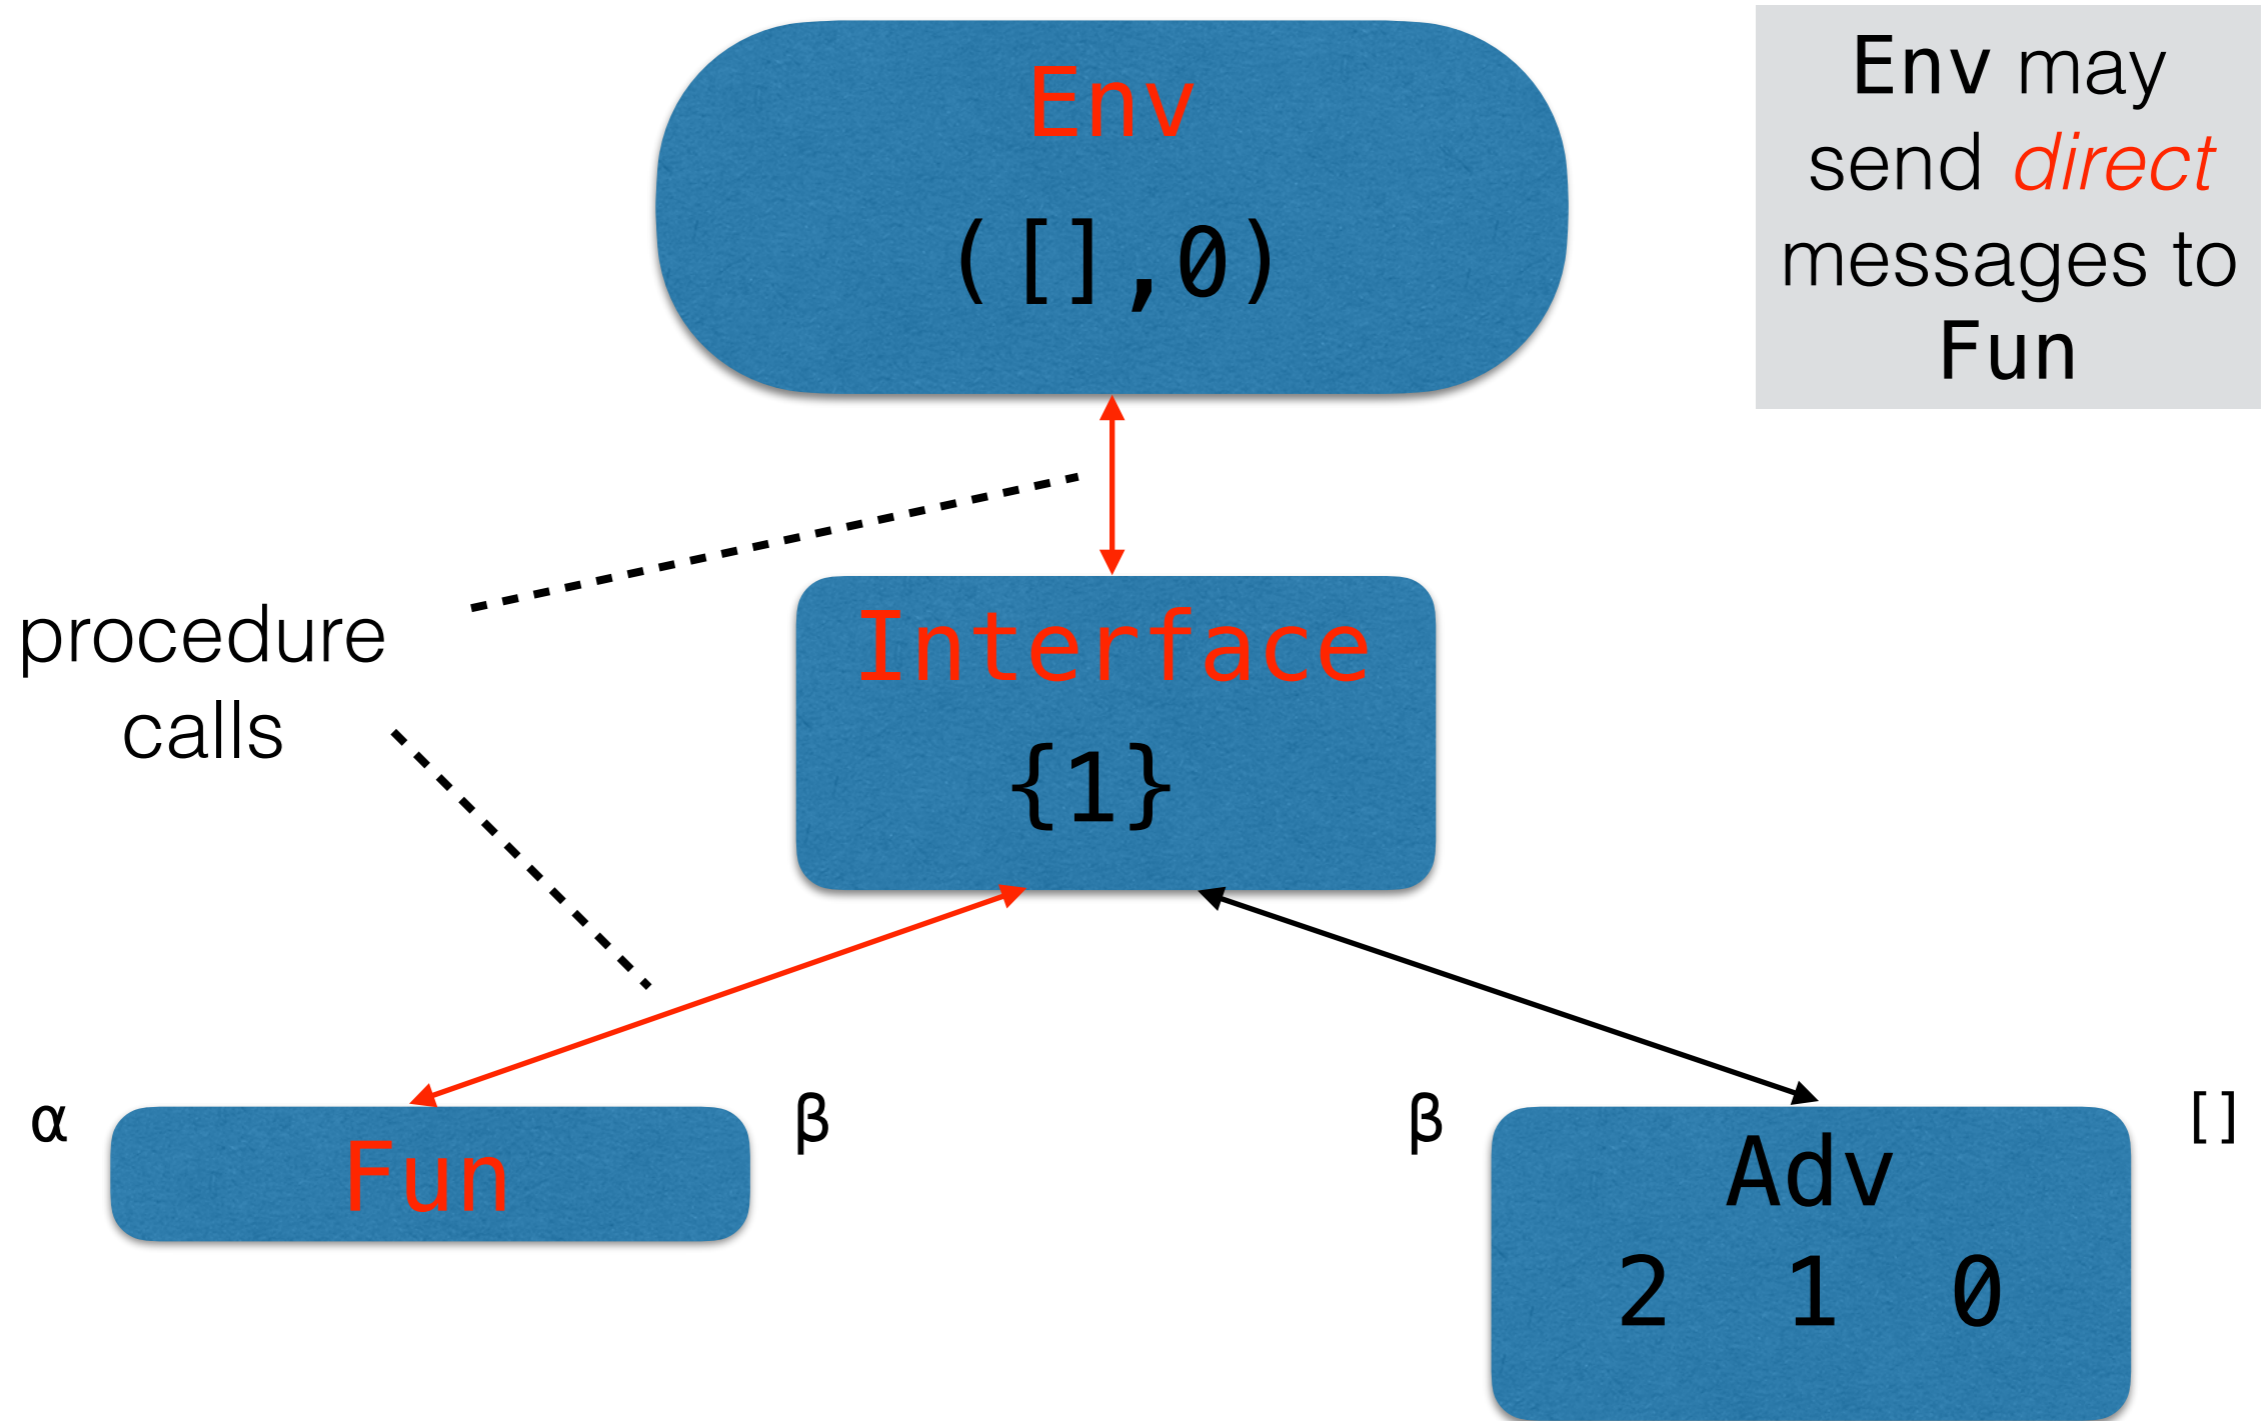 Env
([],0)
Env may
send direct
messages to
Fun
procedure
calls
Interface
{1}
α
Fun
β
β
Adv
2 1 0
[]